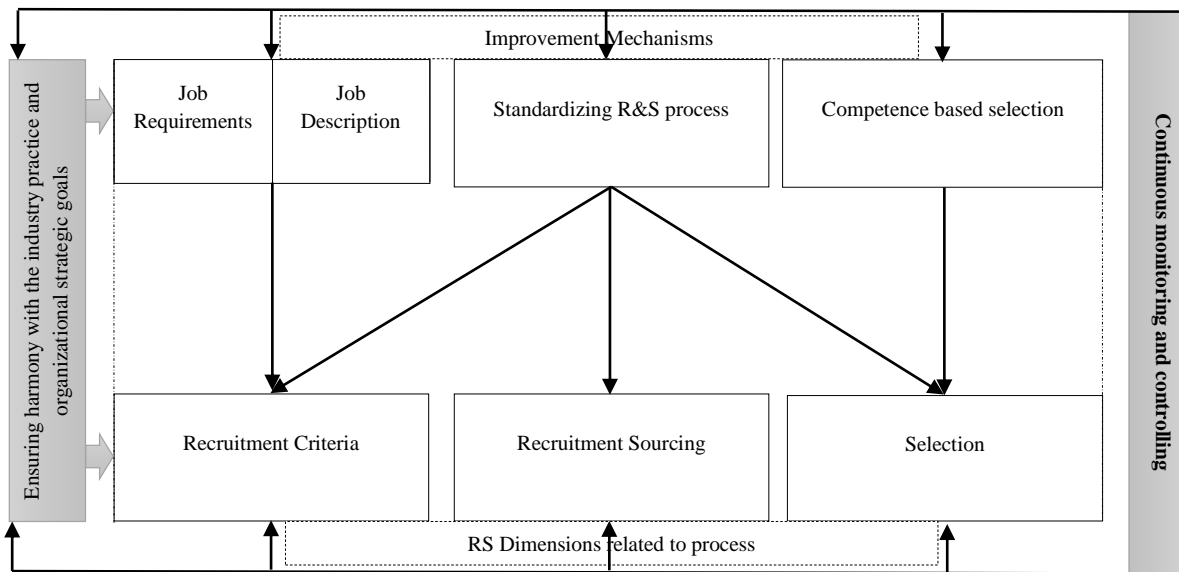 Improvement Mechanisms
Ensuring harmony with the industry practice and
organizational strategic goals
Job
Requirements
Job
Description
Standardizing R&S process
Competence based selection
Continuous monitoring and controlling
Recruitment Criteria
Recruitment Sourcing
Selection
RS Dimensions related to process